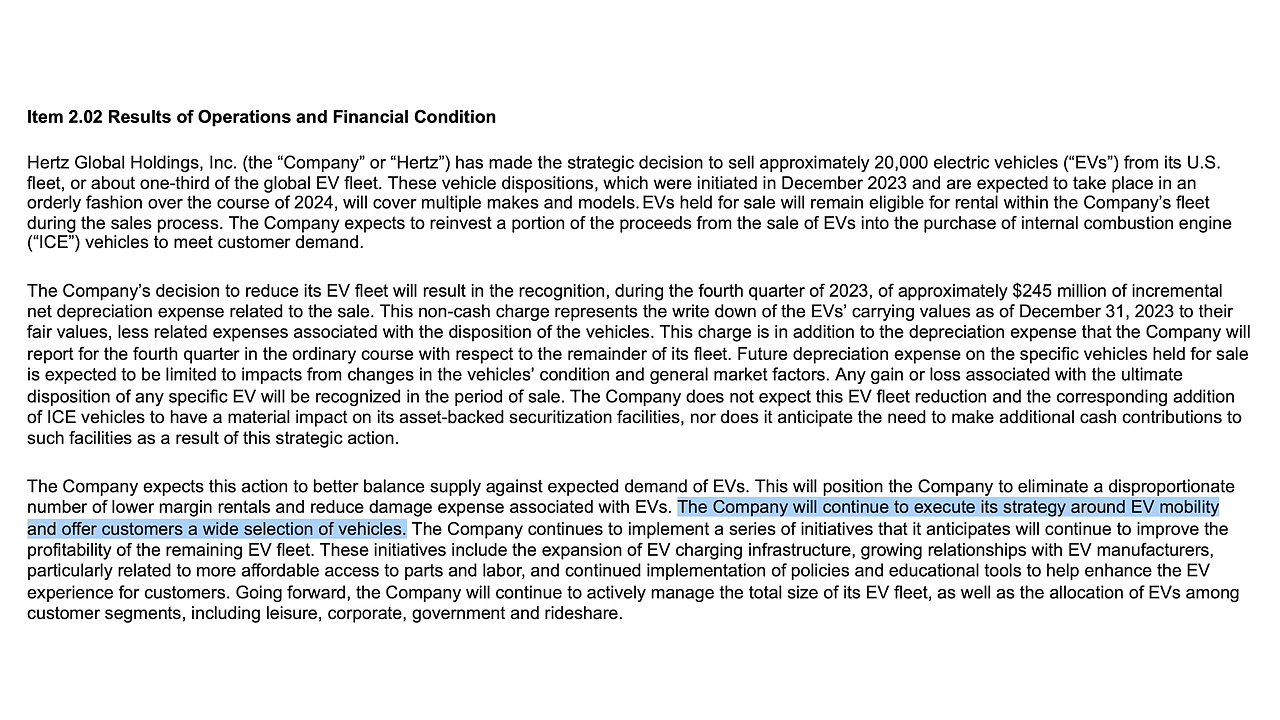 Item 2.02 Results of Operations and Financial Condition
Hertz Global Holdings, Inc. (the “Company” or “Hertz”) has made the strategic decision to sell approximately 20,000 electric vehicles (“EVs”) from its U.S.
fleet, or about one-third of the global EV fleet. These vehicle dispositions, which were initiated in December 2023 and are expected to take place in an
orderly fashion over the course of 2024, will cover multiple makes and models. EVs held for sale will remain eligible for rental within the Company’s fleet
during the sales process. The Company expects to reinvest a portion of the proceeds from the sale of EVs into the purchase of internal combustion engine
(“ICE”) vehicles to meet customer demand.
The Company’s decision to reduce its EV fleet will result in the recognition, during the fourth quarter of 2023, of approximately $245 million of incremental
net depreciation expense related to the sale. This non-cash charge represents the write down of the EVs’ carrying values as of December 31, 2023 to their
fair values, less related expenses associated with the disposition of the vehicles. This charge is in addition to the depreciation expense that the Company will
report for the fourth quarter in the ordinary course with respect to the remainder of its fleet. Future depreciation expense on the specific vehicles held for sale
is expected to be limited to impacts from changes in the vehicles’ condition and general market factors. Any gain or loss associated with the ultimate
disposition of any specific EV will be recognized in the period of sale. The Company does not expect this EV fleet reduction and the corresponding addition
of ICE vehicles to have a material impact on its asset-backed securitization facilities, nor does it anticipate the need to make additional cash contributions to
such facilities as a result of this strategic action.
The Company expects this action to better balance supply against expected demand of EVs. This will position the Company to eliminate a disproportionate
number of lower margin rentals and reduce damage expense associated with EVs. The Company will continue to execute its strategy around EV mobility
and offer customers a wide selection of vehicles. The Company continues to implement a series of initiatives that it anticipates will continue to improve the
profitability of the remaining EV fleet. These initiatives include the expansion of EV charging infrastructure, growing relationships with EV manufacturers,
particularly related to more affordable access to parts and labor, and continued implementation of policies and educational tools to help enhance the EV
experience for customers. Going forward, the Company will continue to actively manage the total size of its EV fleet, as well as the allocation of EVs among
customer segments, including leisure, corporate, government and rideshare.